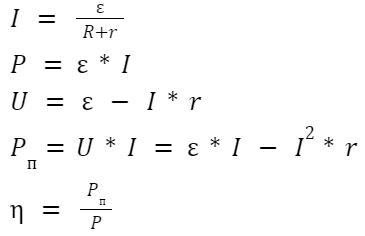 I = ε / (R+r)
P = ε * I
U = ε − I * r
Pп = U * I = ε * I − I² * r
η = Pп / P